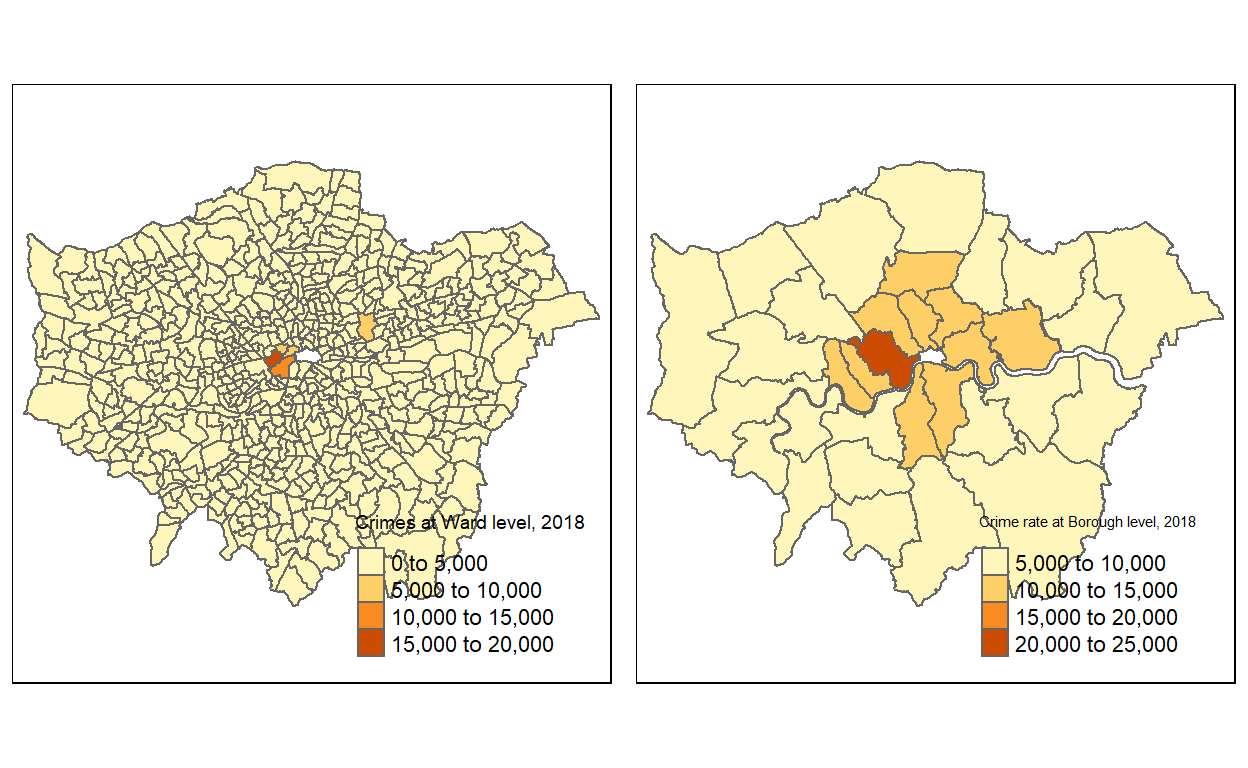 Crimes at Ward level, 2018
0 to 5,000
5,000 to 10,000
10,000 to 15,000
15,000 to 20,000
Crime rate at Borough level, 2018
5,000 to 10,000
10,000 to 15,000
15,000 to 20,000
20,000 to 25,000